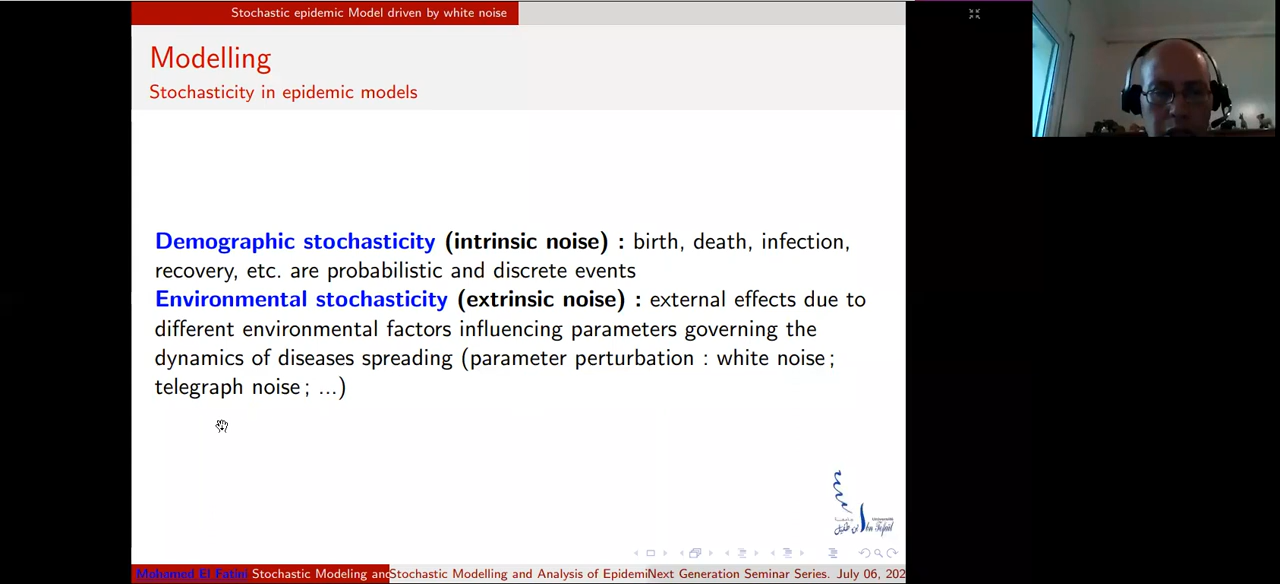 Stochastic epidemic Model driven by white noise
Modelling
Stochasticity in epidemic models
Demographic stochasticity (intrinsic noise) : birth, death, infection,
recovery, etc. are probabilistic and discrete events
Environmental stochasticity (extrinsic noise) : external effects due to
different environmental factors influencing parameters governing the
dynamics of diseases spreading (parameter perturbation : white noise ;
telegraph noise ; ...)
Mohamed El Fatini Stochastic Modeling and Stochastic Modelling and Analysis of Epidemi Next Generation Seminar Series. July 06, 202